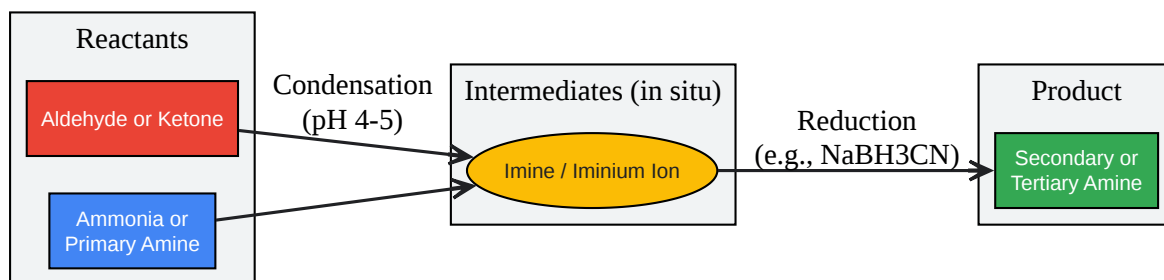 Reactants
Aldehyde or Ketone
Ammonia or
Primary Amine
Condensation
(pH 4-5)
Intermediates (in situ)
Imine / Iminium Ion
Reduction
(e.g., NaBH3CN)
Product
Secondary or
Tertiary Amine